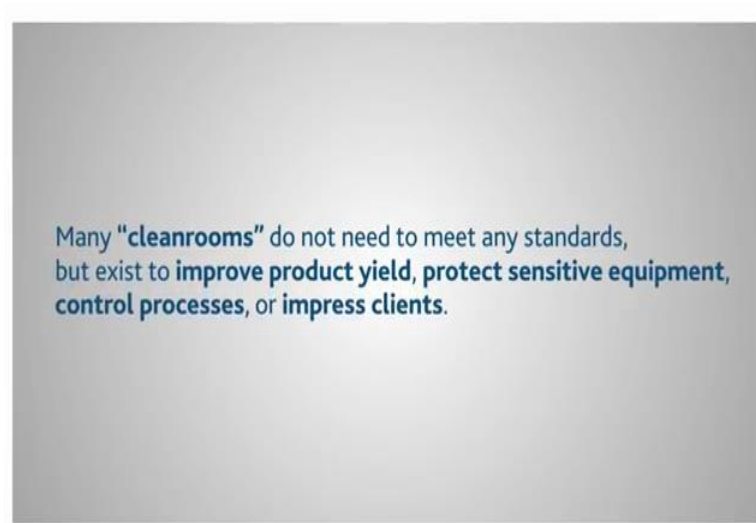 Many “cleanrooms” do not need to meet any standards,
but exist to improve product yield, protect sensitive equipment,
control processes, or impress clients.